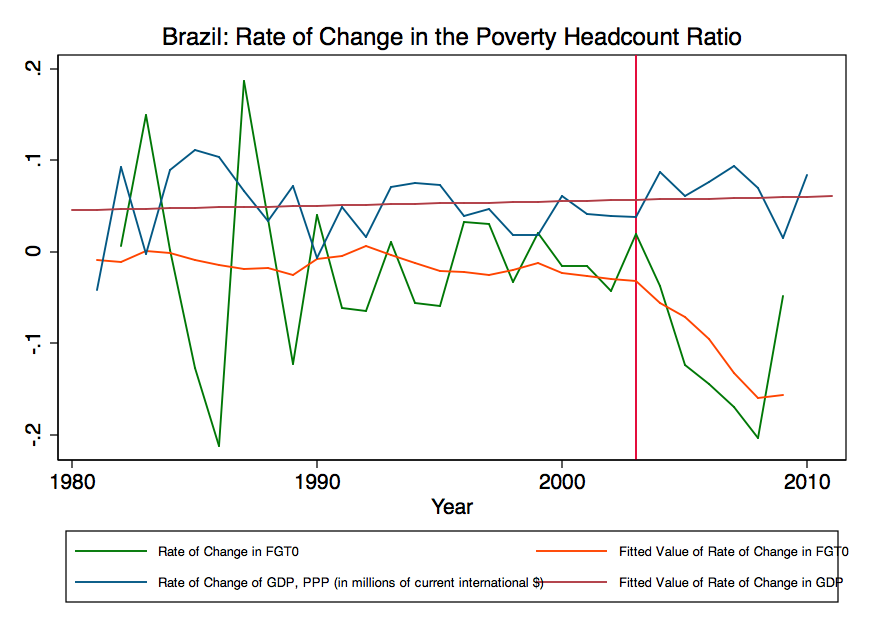 Brazil: Rate of Change in the Poverty Headcount Ratio
.2
.1
0
-.1
-.2
1980 1990 2000 2010
Year
Rate of Change in FGT0 Fitted Value of Rate of Change in FGT0
Rate of Change of GDP, PPP (in millions of current international $) Fitted Value of Rate of Change in GDP